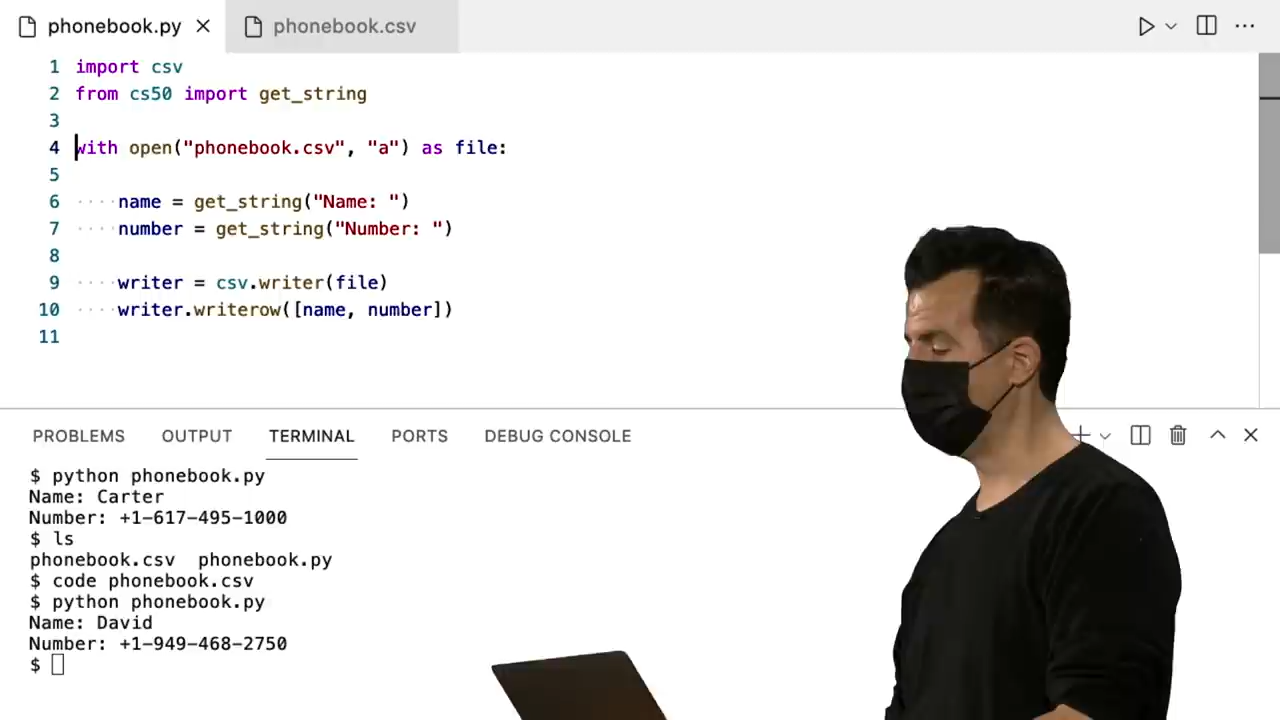 phonebook.py
phonebook.csv
1 import csv
2 from cs50 import get_string
3
4 with open("phonebook.csv", "a") as file:
5
6 name = get_string("Name: ")
7 number = get_string("Number: ")
8
9 writer = csv.writer(file)
10 writer.writerow([name, number])
11
PROBLEMS OUTPUT TERMINAL PORTS DEBUG CONSOLE
$ python phonebook.py
Name: Carter
Number: +1-617-495-1000
$ ls
phonebook.csv phonebook.py
$ code phonebook.csv
$ python phonebook.py
Name: David
Number: +1-949-468-2750
$